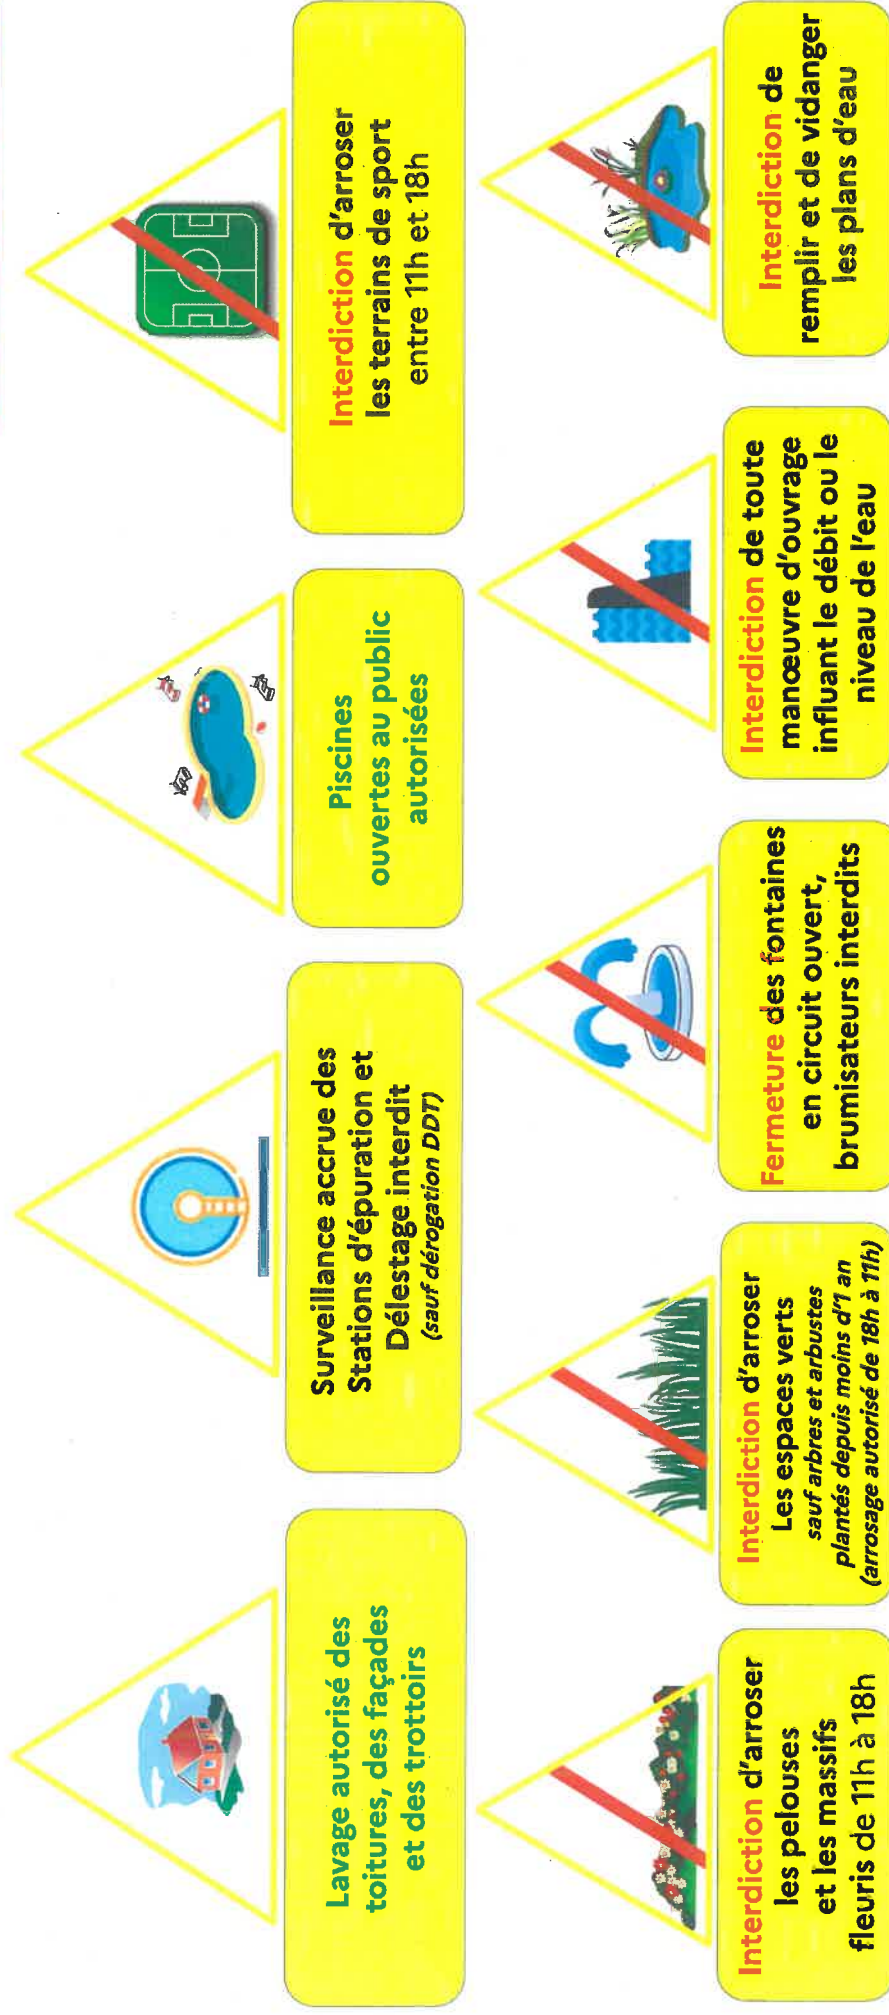 Lavage autorisé des
toitures, des façades
et des trottoirs
Surveillance accrue des
Stations d'épuration et
Délestage interdit
(sauf dérogation DDT)
Piscines
ouvertes au public
autorisées
Interdiction d'arroser
les terrains de sport
entre 11h et 18h
Interdiction d'arroser
les pelouses
et les massifs
fleuris de 11h à 18h
Interdiction d'arroser
Les espaces verts
sauf arbres et arbustes
plantés depuis moins d'1 an
(arrosage autorisé de 18h à 11h)
Fermeture des fontaines
en circuit ouvert,
brumisateurs interdits
Interdiction de toute
manœuvre d'ouvrage
influant le débit ou le
niveau de l'eau
Interdiction de
remplir et de vidanger
les plans d'eau